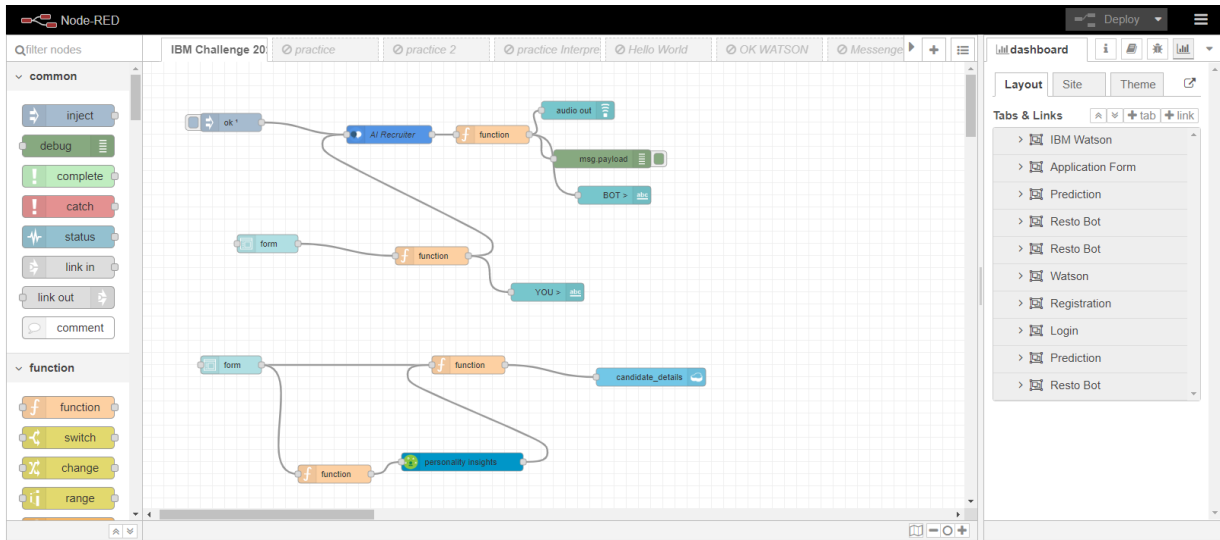 Node-RED
Deploy
filter nodes
IBM Challenge 20
practice
practice 2
practice Interpre
Hello World
OK WATSON
Messenge
dashboard
i
common
inject
debug
complete
catch
status
link in
link out
comment
function
function
switch
change
range
ok *
AI Recruiter
function
audio out
msg.payload
BOT >
abc
form
function
YOU >
abc
form
function
candidate_details
function
personality insights
Layout
Site
Theme
Tabs & Links
tab
link
IBM Watson
Application Form
Prediction
Resto Bot
Resto Bot
Watson
Registration
Login
Prediction
Resto Bot